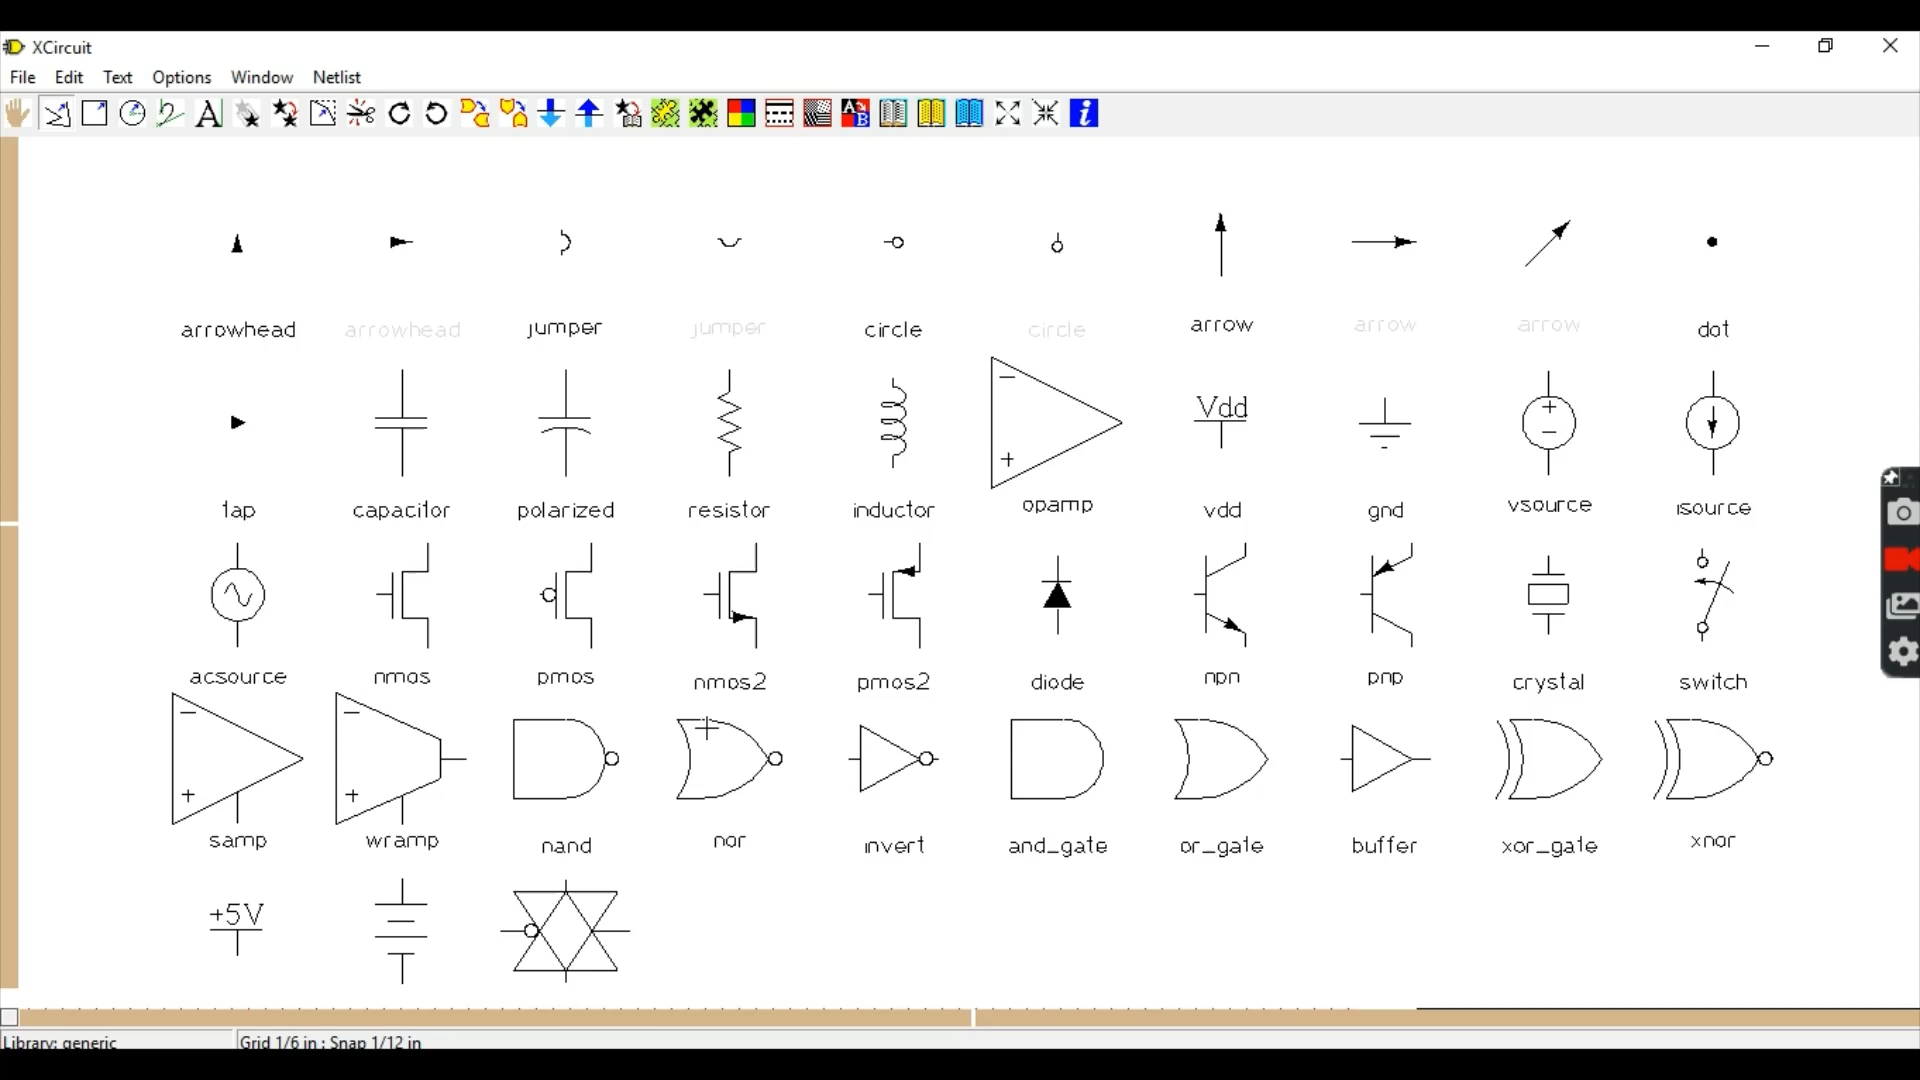 XCircuit
File Edit Text Options Window Netlist
arrowhead arrowhead jumper jumper circle circle arrow arrow arrow dot
Vdd
tap capacitor polarized resistor inductor opamp vdd gnd vsource isource
acsource nmos pmos nmos2 pmos2 diode npn pnp crystal switch
samp wramp nand nor invert and_gate or_gate buffer xor_gate xnor
+5V
Library: generic Grid 1/6 in : Snap 1/12 in